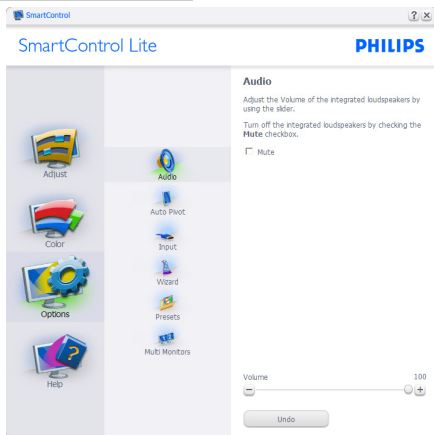 SmartControl
SmartControl Lite
PHILIPS
Adjust
Color
Options
Help
Audio
Auto Pivot
Input
Wizard
Presets
Multi Monitors
Audio
Adjust the Volume of the integrated loudspeakers by
using the slider.
Turn off the integrated loudspeakers by checking the
Mute checkbox.
Mute
Volume 100
Undo